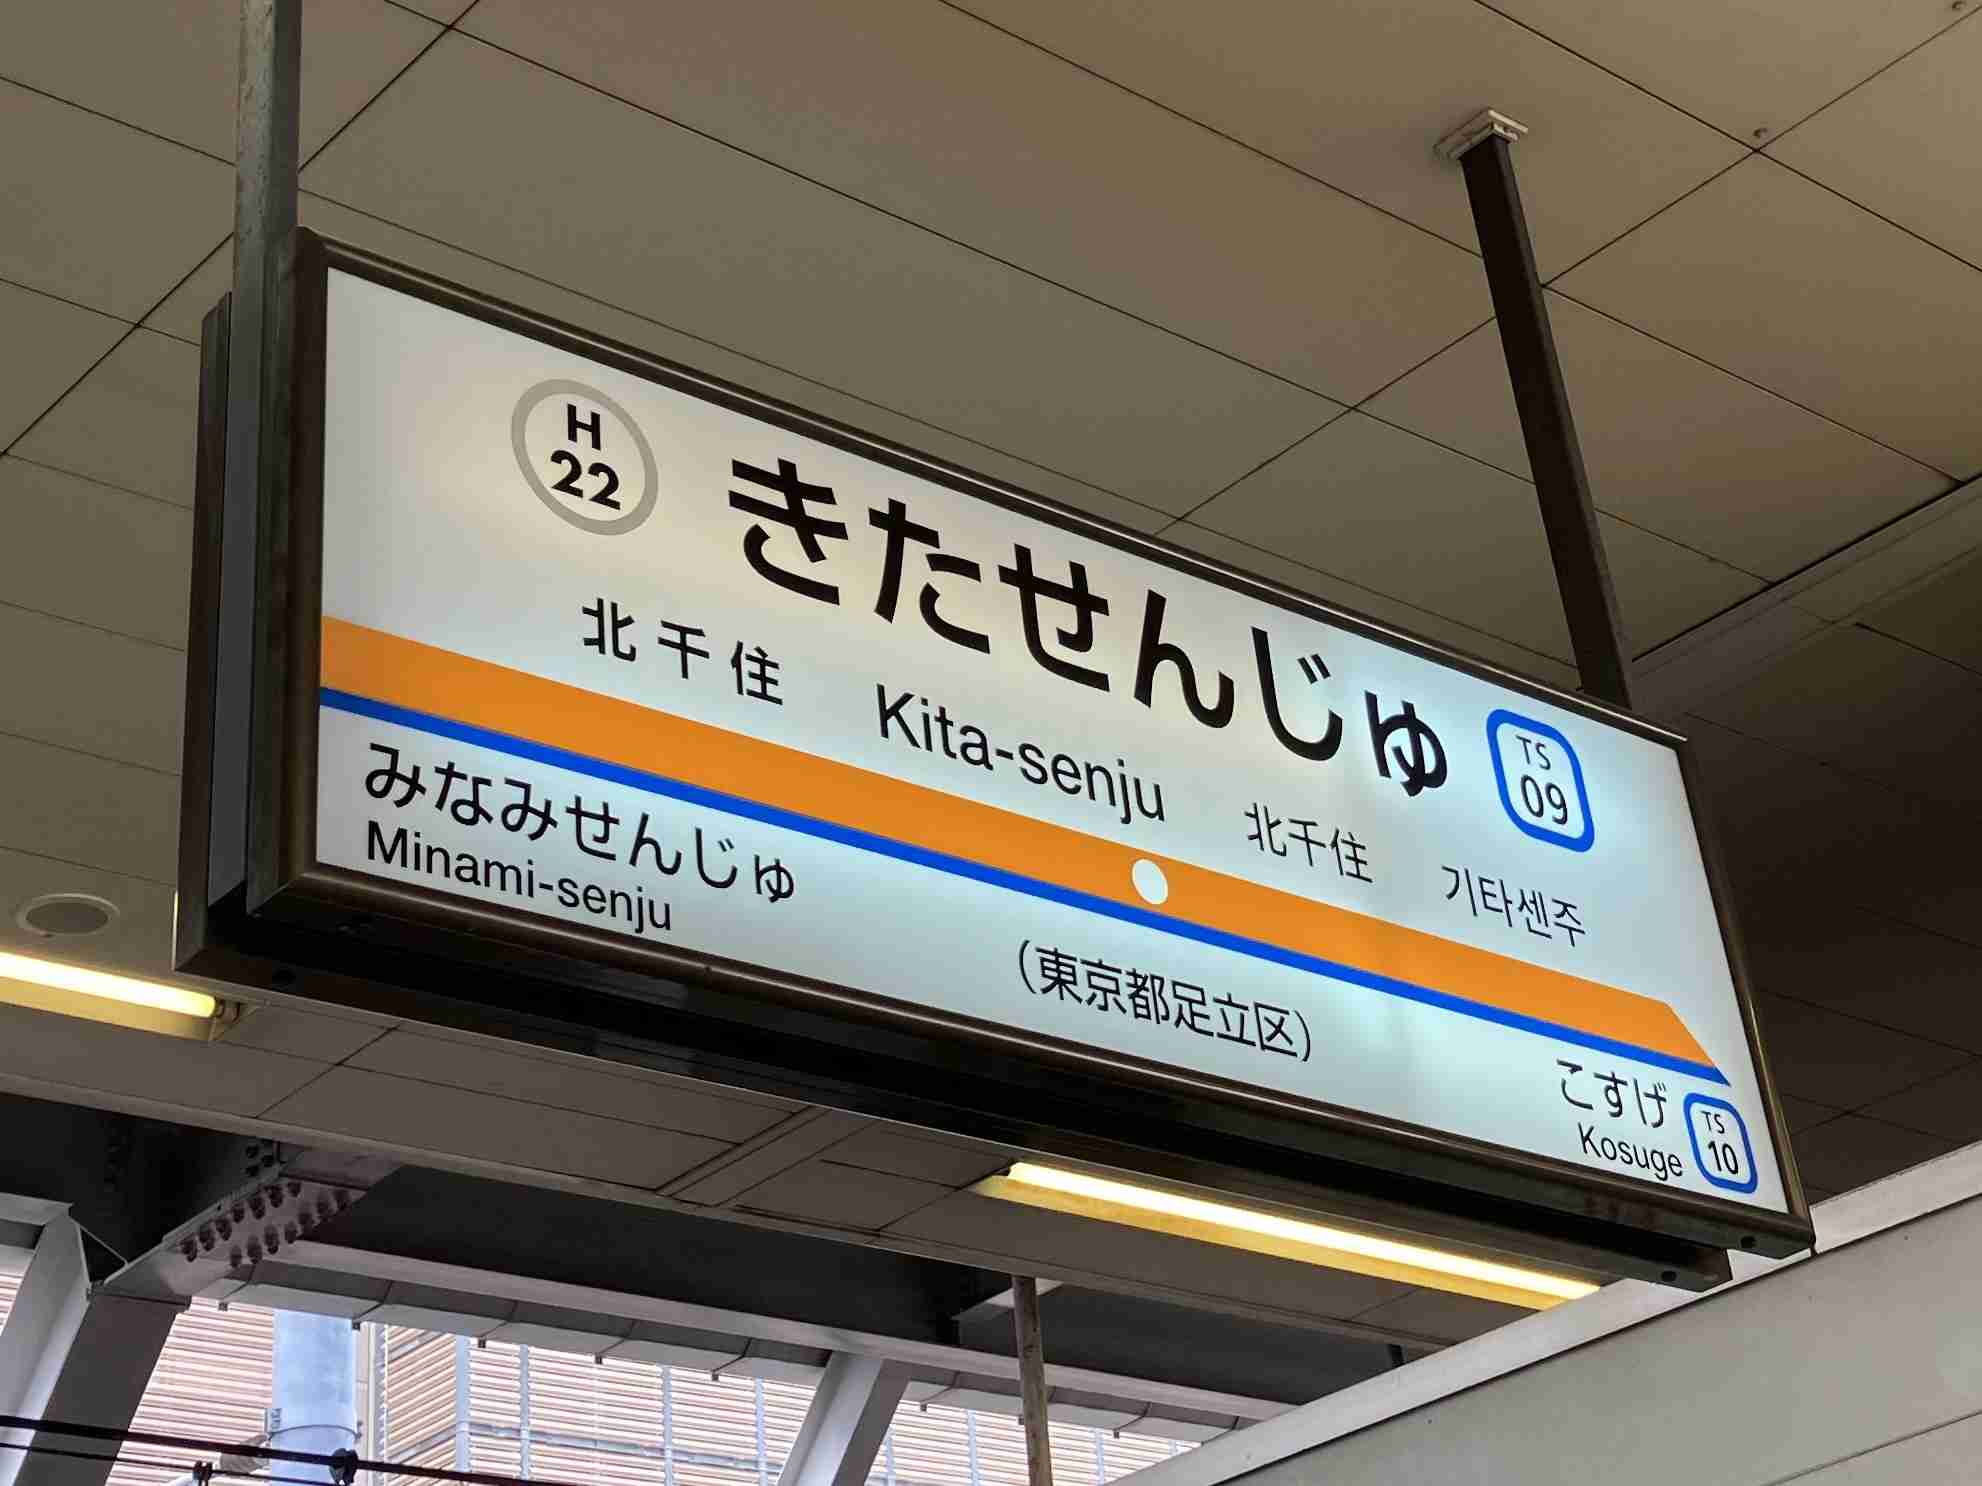 H
22
きたせんじゅ
TS
09
北千住
Kita-senju
北千住
기타센주
みなみせんじゅ
Minami-senju
(東京都足立区)
こすげ
Kosuge
TS
10